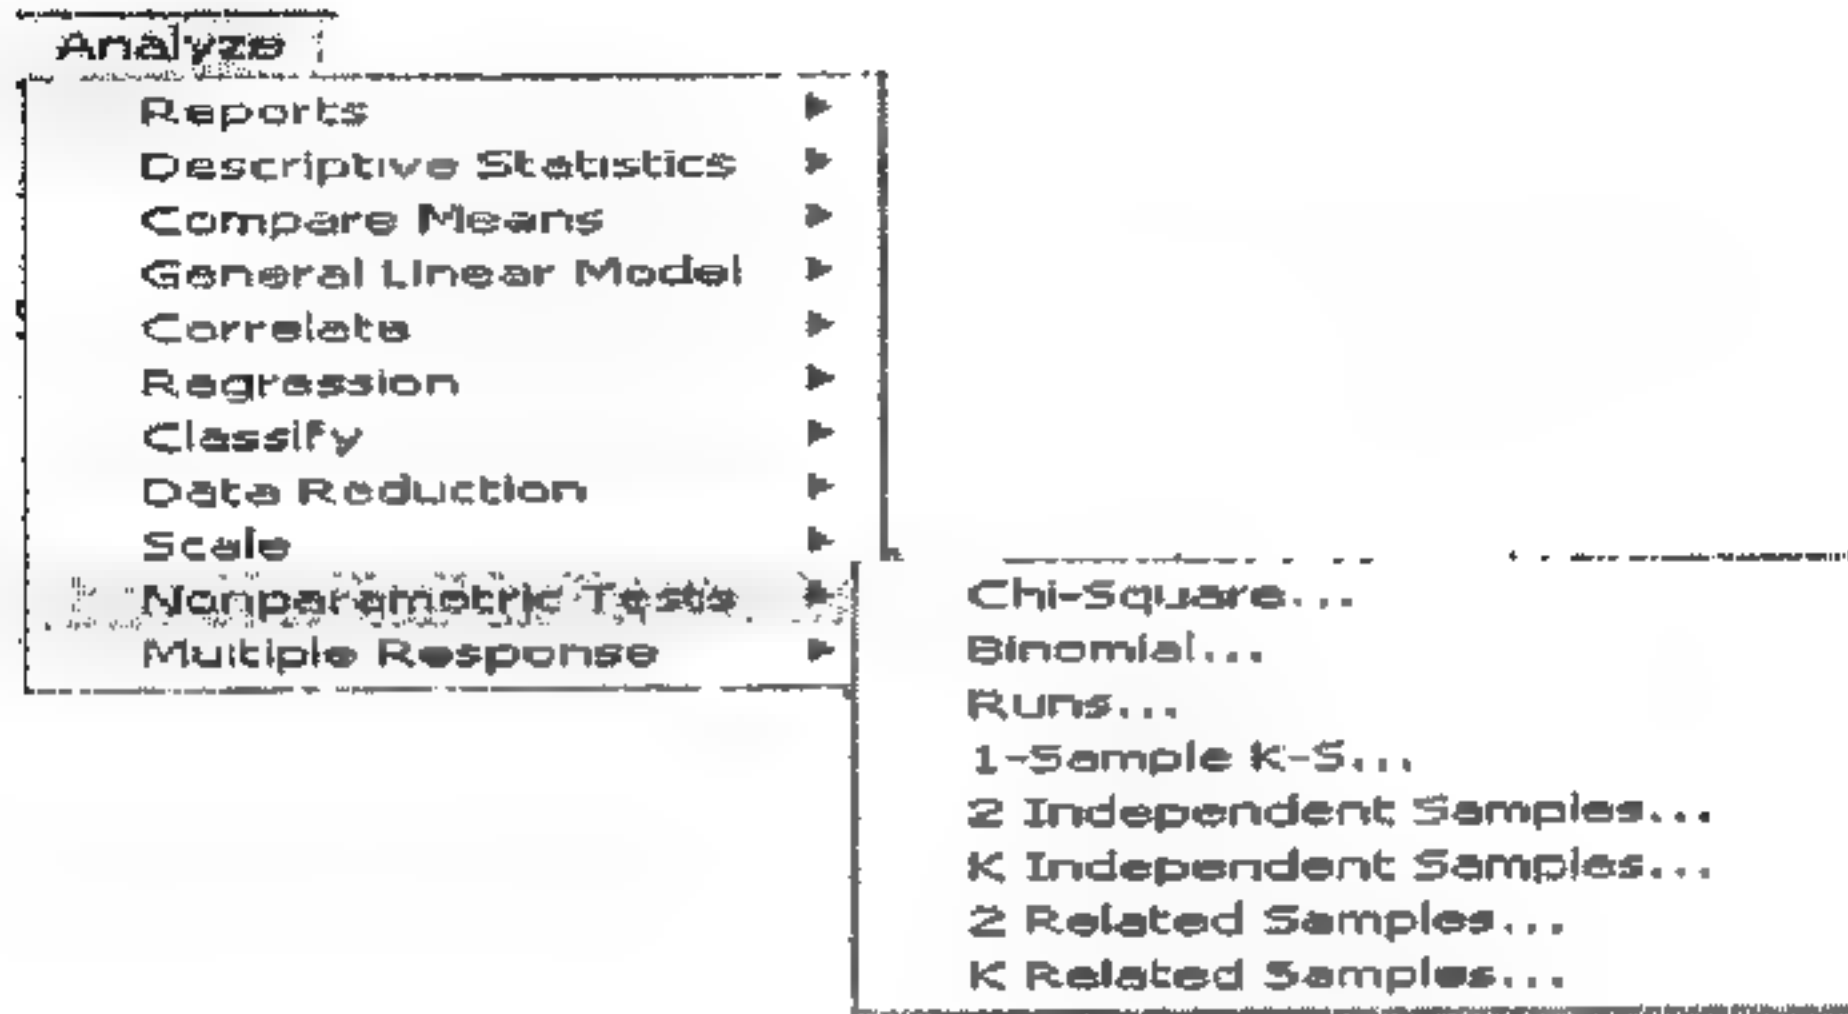 Analyze
Reports
Descriptive Statistics
Compare Means
General Linear Model
Correlate
Regression
Classify
Data Reduction
Scale
Nonparametric Tests
Multiple Response
Chi-Square...
Binomial...
Runs...
1-Sample K-S...
2 Independent Samples...
K Independent Samples...
2 Related Samples...
K Related Samples...